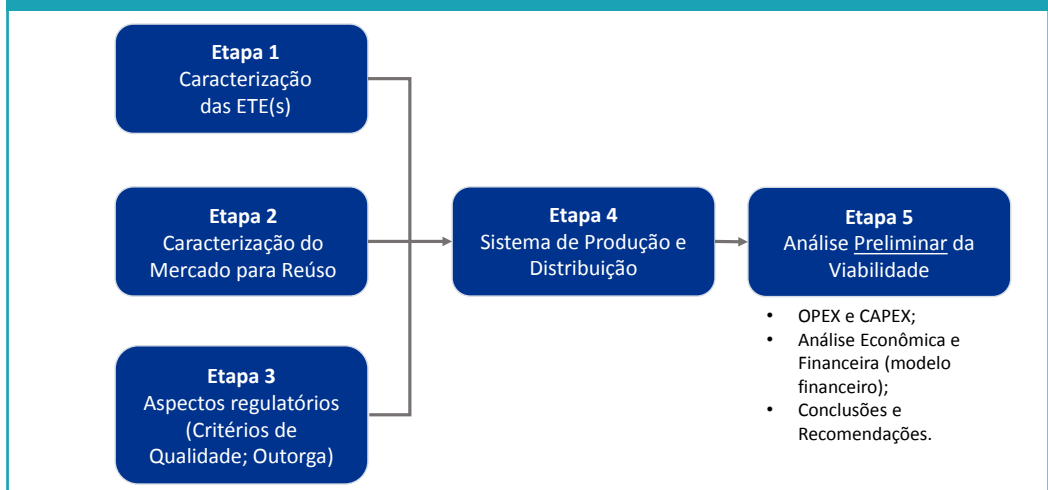 Etapa 1
Caracterização
das ETE(s)
Etapa 2
Caracterização do
Mercado para Reúso
Etapa 3
Aspectos regulatórios
(Critérios de
Qualidade; Outorga)
Etapa 4
Sistema de Produção e
Distribuição
Etapa 5
Análise Preliminar da
Viabilidade
• OPEX e CAPEX;
• Análise Econômica e
Financeira (modelo
financeiro);
• Conclusões e
Recomendações.